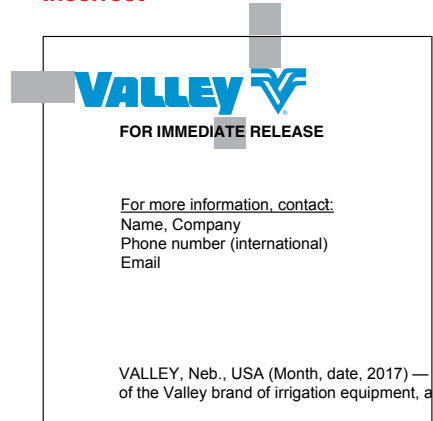 Incorrect
VALLEY
®
FOR IMMEDIATE RELEASE
For more information, contact:
Name, Company
Phone number (international)
Email
VALLEY, Neb., USA (Month, date, 2017) —
of the Valley brand of irrigation equipment, a